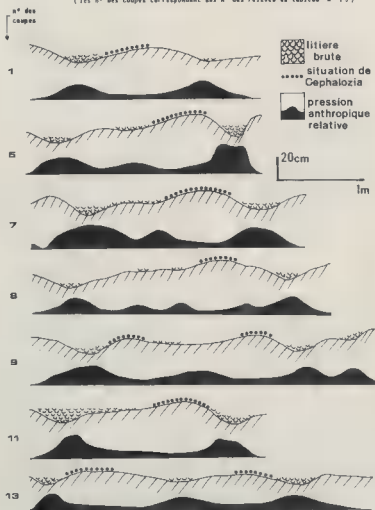 n° des
coupes
litiere
brute
situation de
Cephalozia
pression
anthropique
relative
20cm
1m
1
5
7
8
9
11
13